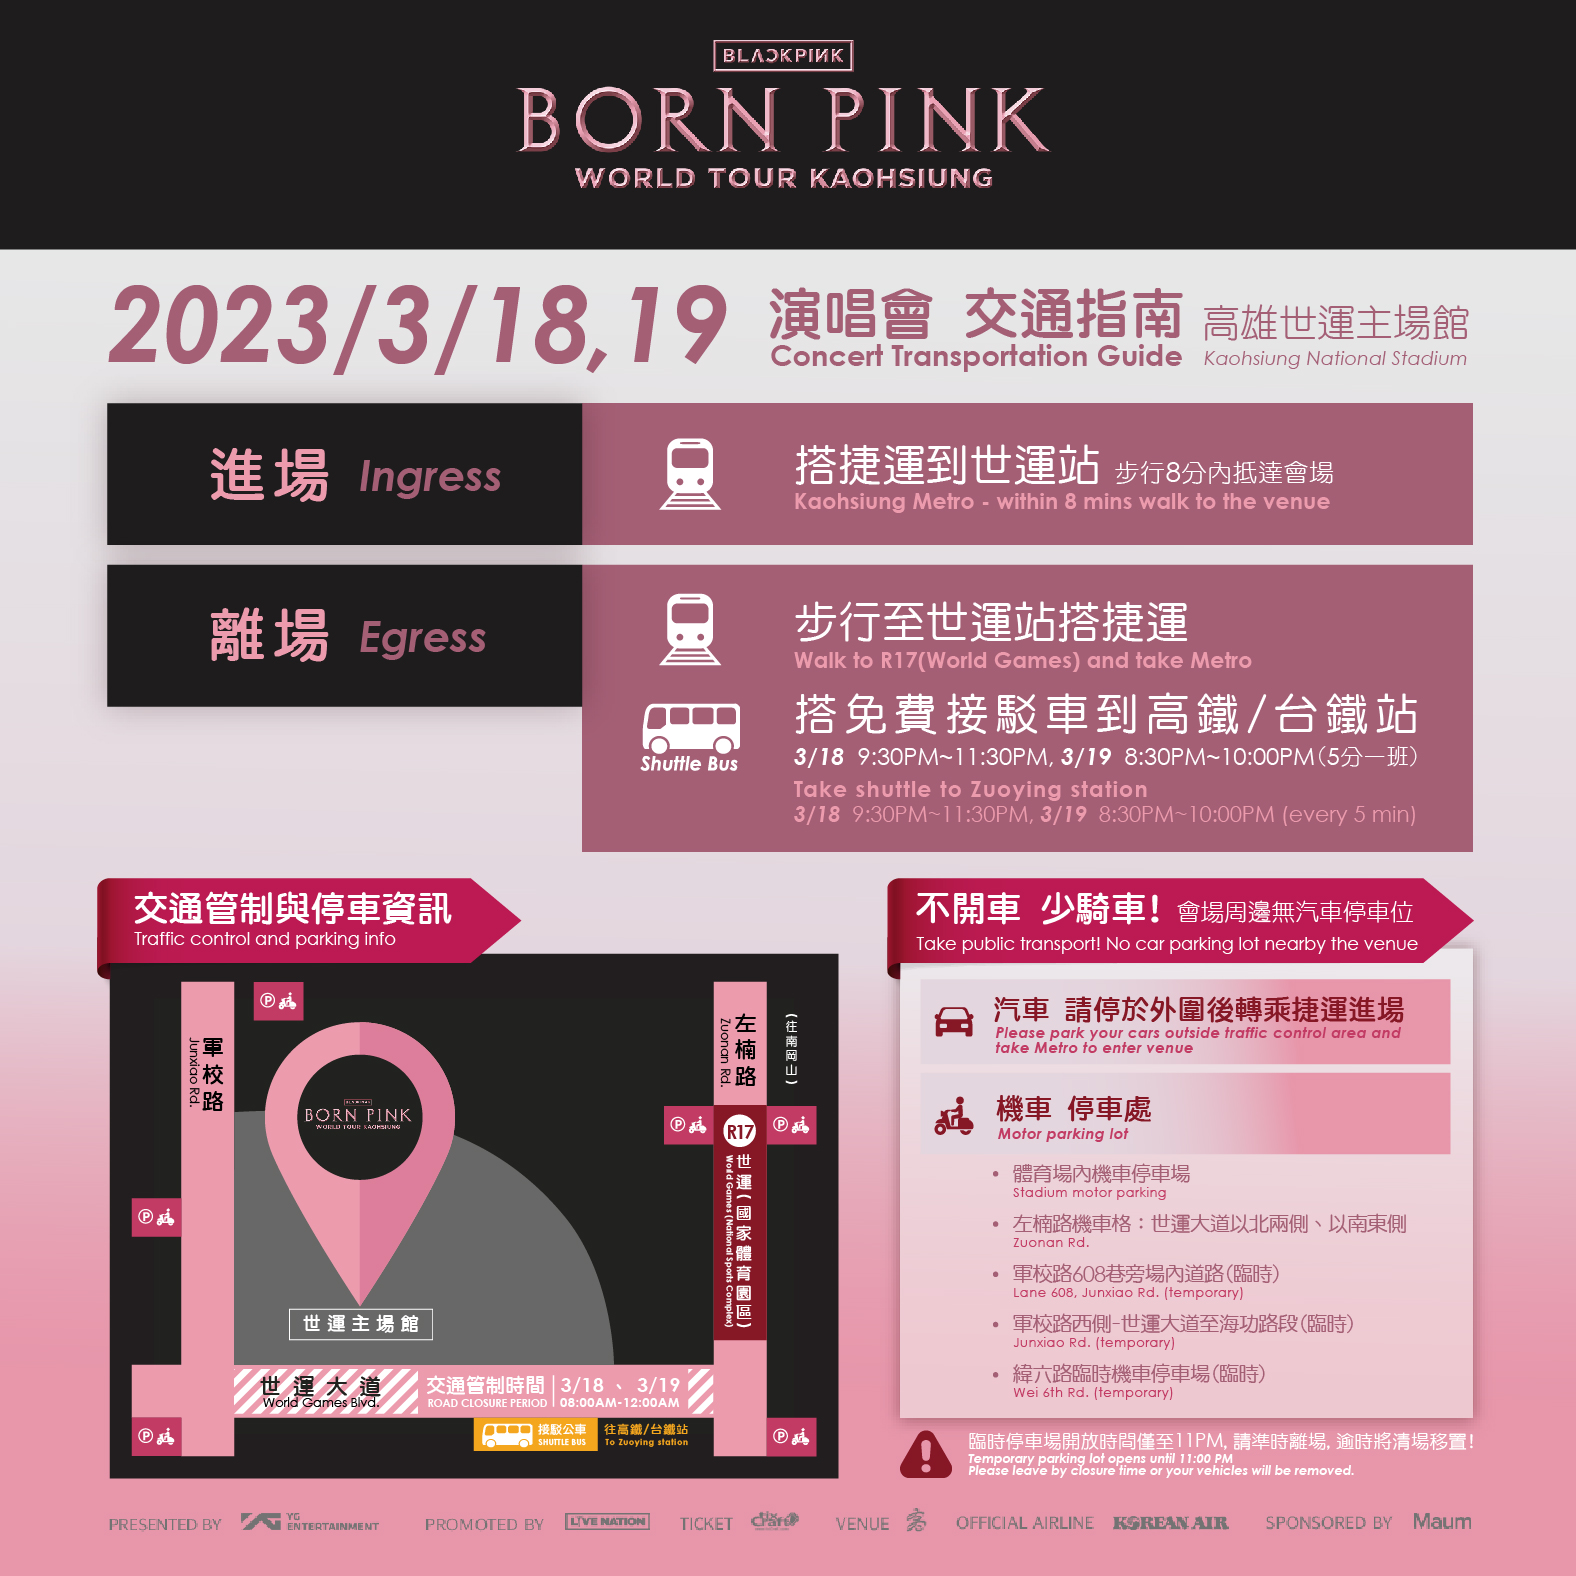 BLACKPINK
BORN PINK
WORLD TOUR KAOHSIUNG
2023/3/18,19
演唱會 交通指南 高雄世運主場館
Concert Transportation Guide Kaohsiung National Stadium
進場 Ingress
搭捷運到世運站 步行8分內抵達會場
Kaohsiung Metro - within 8 mins walk to the venue
離場 Egress
步行至世運站搭捷運
Walk to R17(World Games) and take Metro
Shuttle Bus
搭免費接駁車到高鐵/台鐵站
3/18 9:30PM~11:30PM, 3/19 8:30PM~10:00PM(5分一班)
Take shuttle to Zuoying station
3/18 9:30PM~11:30PM, 3/19 8:30PM~10:00PM (every 5 min)
交通管制與停車資訊
Traffic control and parking info
P
軍校路
Junxiao Rd.
BORN PINK
WORLD TOUR KAOHSIUNG
世運主場館
左楠路
Zuonan Rd.
(往南岡山)
P
P
R17
世運(國家體育園區)
World Games (National Sports Complex)
P
世運大道
World Games Blvd.
交通管制時間 3/18 、 3/19
ROAD CLOSURE PERIOD 08:00AM-12:00AM
P
接駁公車
SHUTTLE BUS
往高鐵/台鐵站
To Zuoying station
P
不開車 少騎車! 會場周邊無汽車停車位
Take public transport! No car parking lot nearby the venue
汽車 請停於外圍後轉乘捷運進場
Please park your cars outside traffic control area and
take Metro to enter venue
機車 停車處
Motor parking lot
• 體育場內機車停車場
Stadium motor parking
• 左楠路機車格：世運大道以北兩側、以南東側
Zuonan Rd.
• 軍校路608巷旁場內道路(臨時)
Lane 608, Junxiao Rd. (temporary)
• 軍校路西側-世運大道至海功路段(臨時)
Junxiao Rd. (temporary)
• 緯六路臨時機車停車場(臨時)
Wei 6th Rd. (temporary)
臨時停車場開放時間僅至11PM, 請準時離場, 逾時將清場移置!
Temporary parking lot opens until 11:00 PM
Please leave by closure time or your vehicles will be removed.
PRESENTED BY YG ENTERTAINMENT PROMOTED BY LIVE NATION TICKET tixCraft VENUE OFFICIAL AIRLINE KOREAN AIR SPONSORED BY Maum